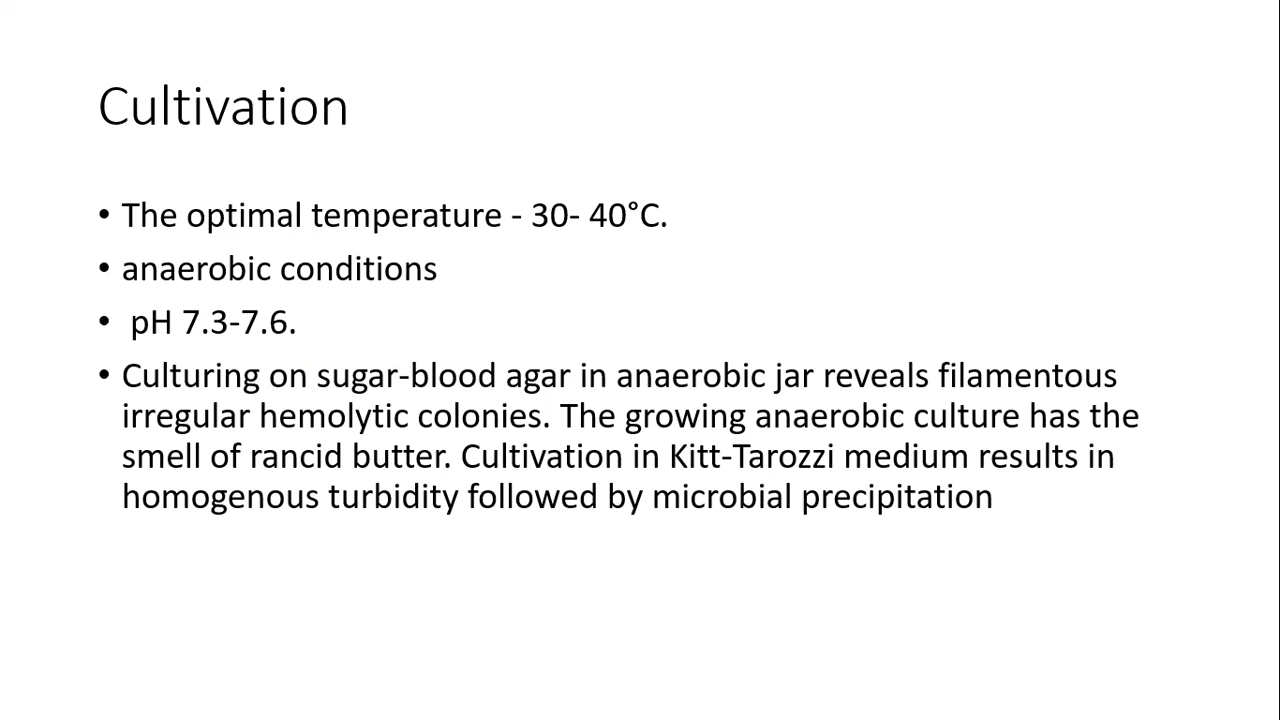 Cultivation
• The optimal temperature - 30- 40°C.
• anaerobic conditions
• pH 7.3-7.6.
• Culturing on sugar-blood agar in anaerobic jar reveals filamentous
irregular hemolytic colonies. The growing anaerobic culture has the
smell of rancid butter. Cultivation in Kitt-Tarozzi medium results in
homogenous turbidity followed by microbial precipitation